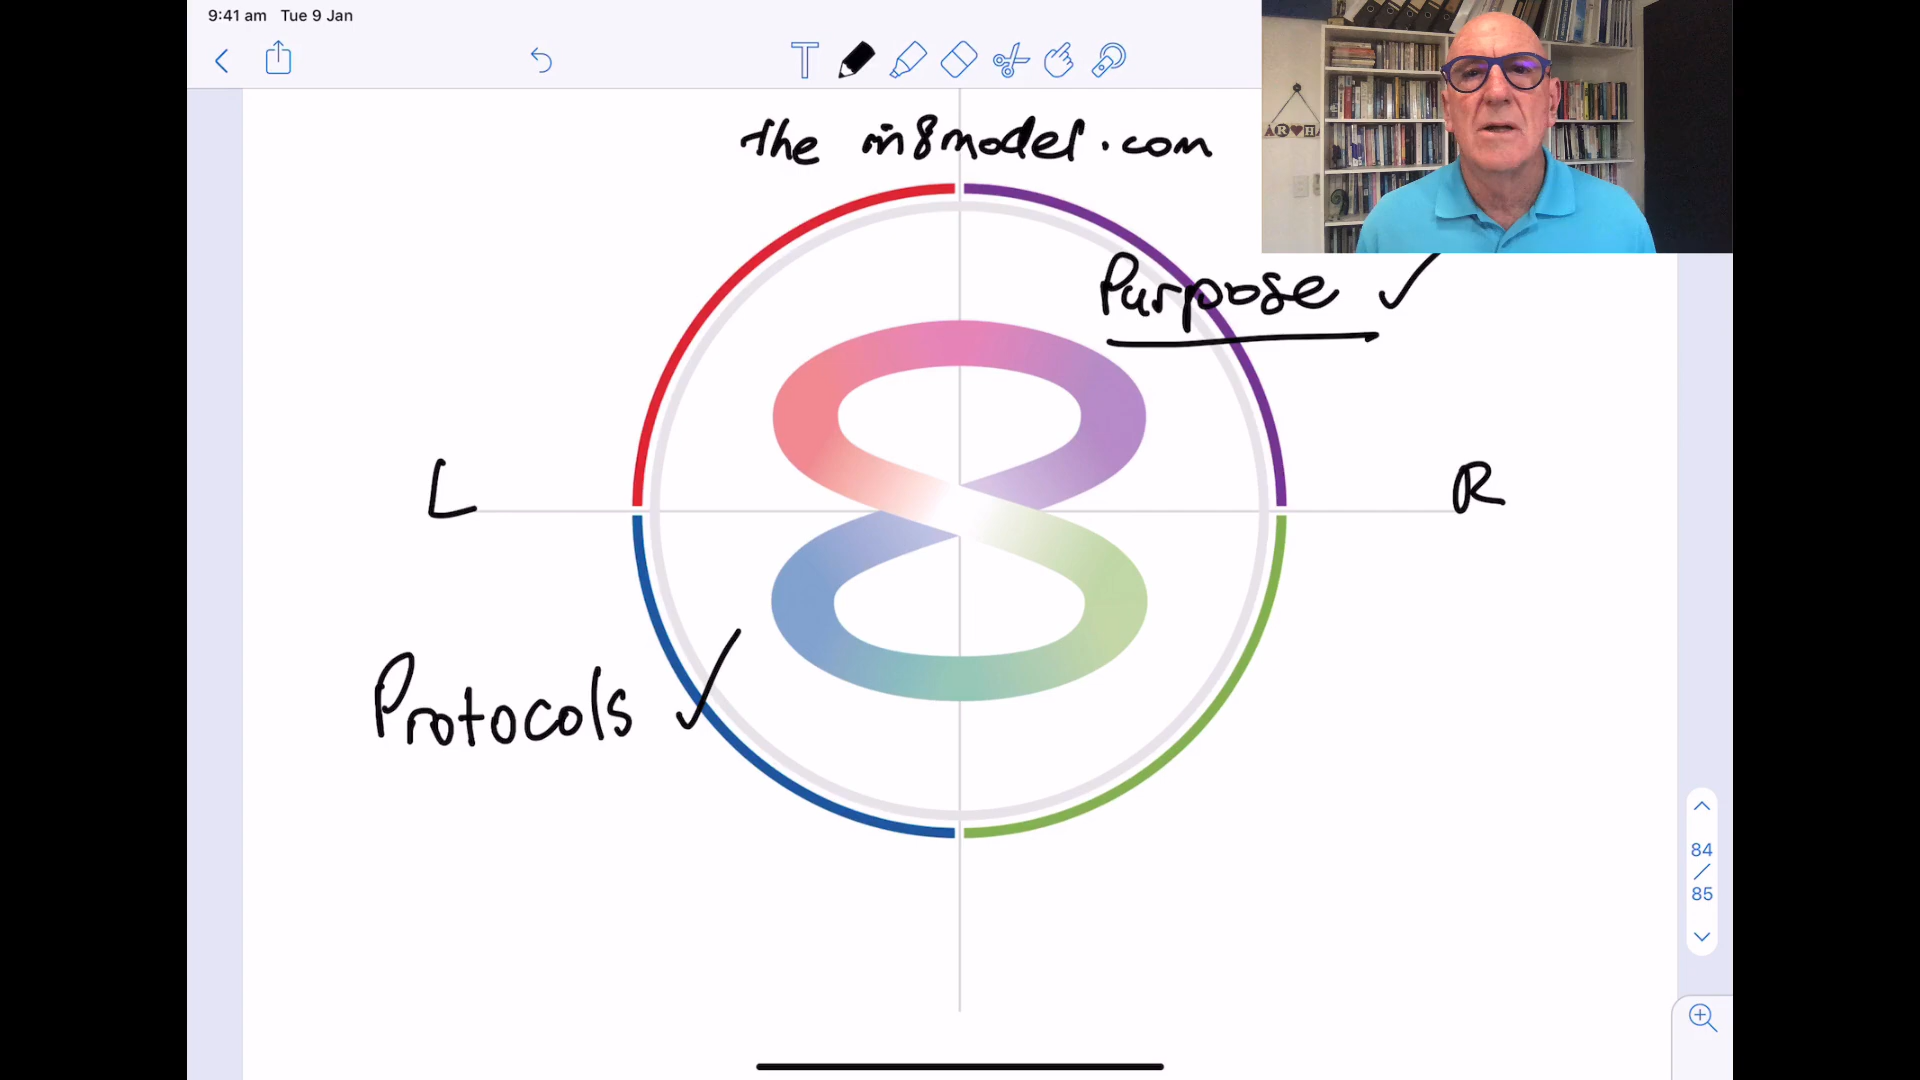 9:41 am Tue 9 Jan
T
the in8model.com
A R H
Purpose ✓
L
R
Protocols ✓
84
/
85